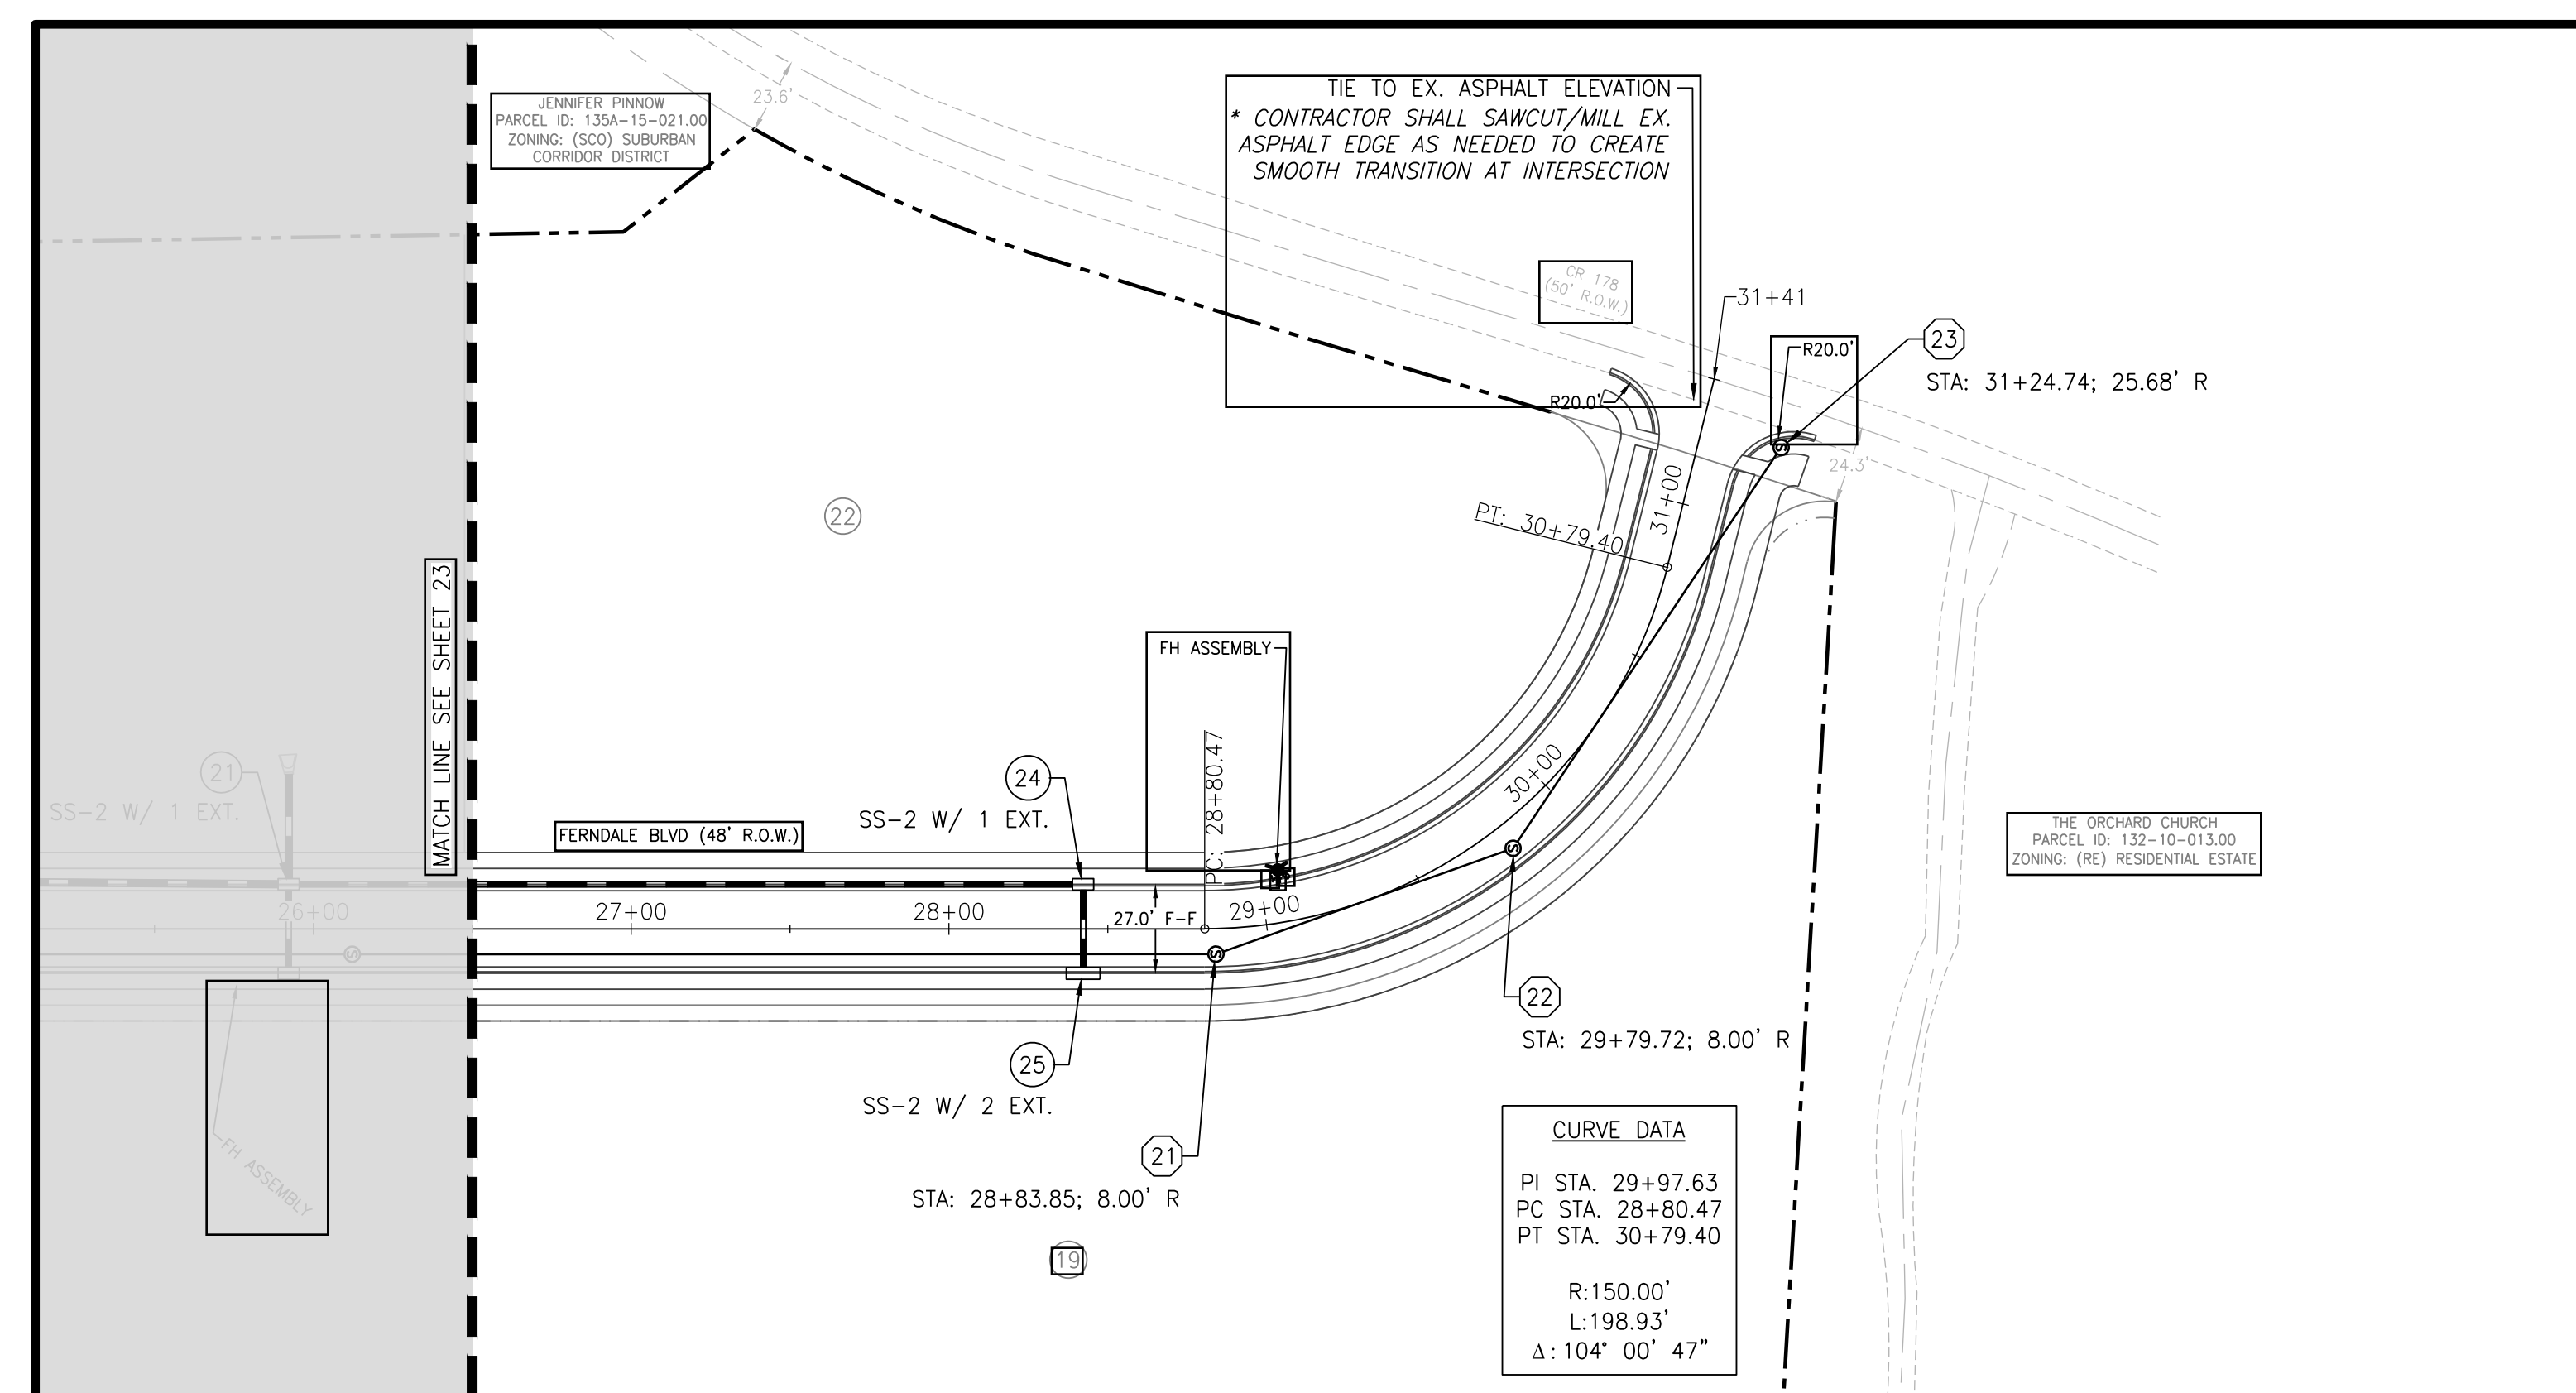 23.6'
JENNIFER PINNOW
PARCEL ID: 135A-15-021.00
ZONING: (SCO) SUBURBAN
CORRIDOR DISTRICT
TIE TO EX. ASPHALT ELEVATION
* CONTRACTOR SHALL SAWCUT/MILL EX.
ASPHALT EDGE AS NEEDED TO CREATE
SMOOTH TRANSITION AT INTERSECTION
CR 178
(50' R.O.W.)
31+41
R20.0'
23
STA: 31+24.74; 25.68' R
R20.0'
S
24.3'
31+00
PT: 30+79.40
22
MATCH LINE SEE SHEET 23
FH ASSEMBLY
PC: 28+80.47
30+00
21
SS-2 W/ 1 EXT.
24
SS-2 W/ 1 EXT.
FERNDALE BLVD (48' R.O.W.)
THE ORCHARD CHURCH
PARCEL ID: 132-10-013.00
ZONING: (RE) RESIDENTIAL ESTATE
S
26+00
27+00
28+00
27.0' F-F
29+00
S
S
22
STA: 29+79.72; 8.00' R
25
SS-2 W/ 2 EXT.
21
STA: 28+83.85; 8.00' R
FH ASSEMBLY
19
CURVE DATA
PI STA. 29+97.63
PC STA. 28+80.47
PT STA. 30+79.40
R:150.00'
L:198.93'
Δ: 104° 00' 47"